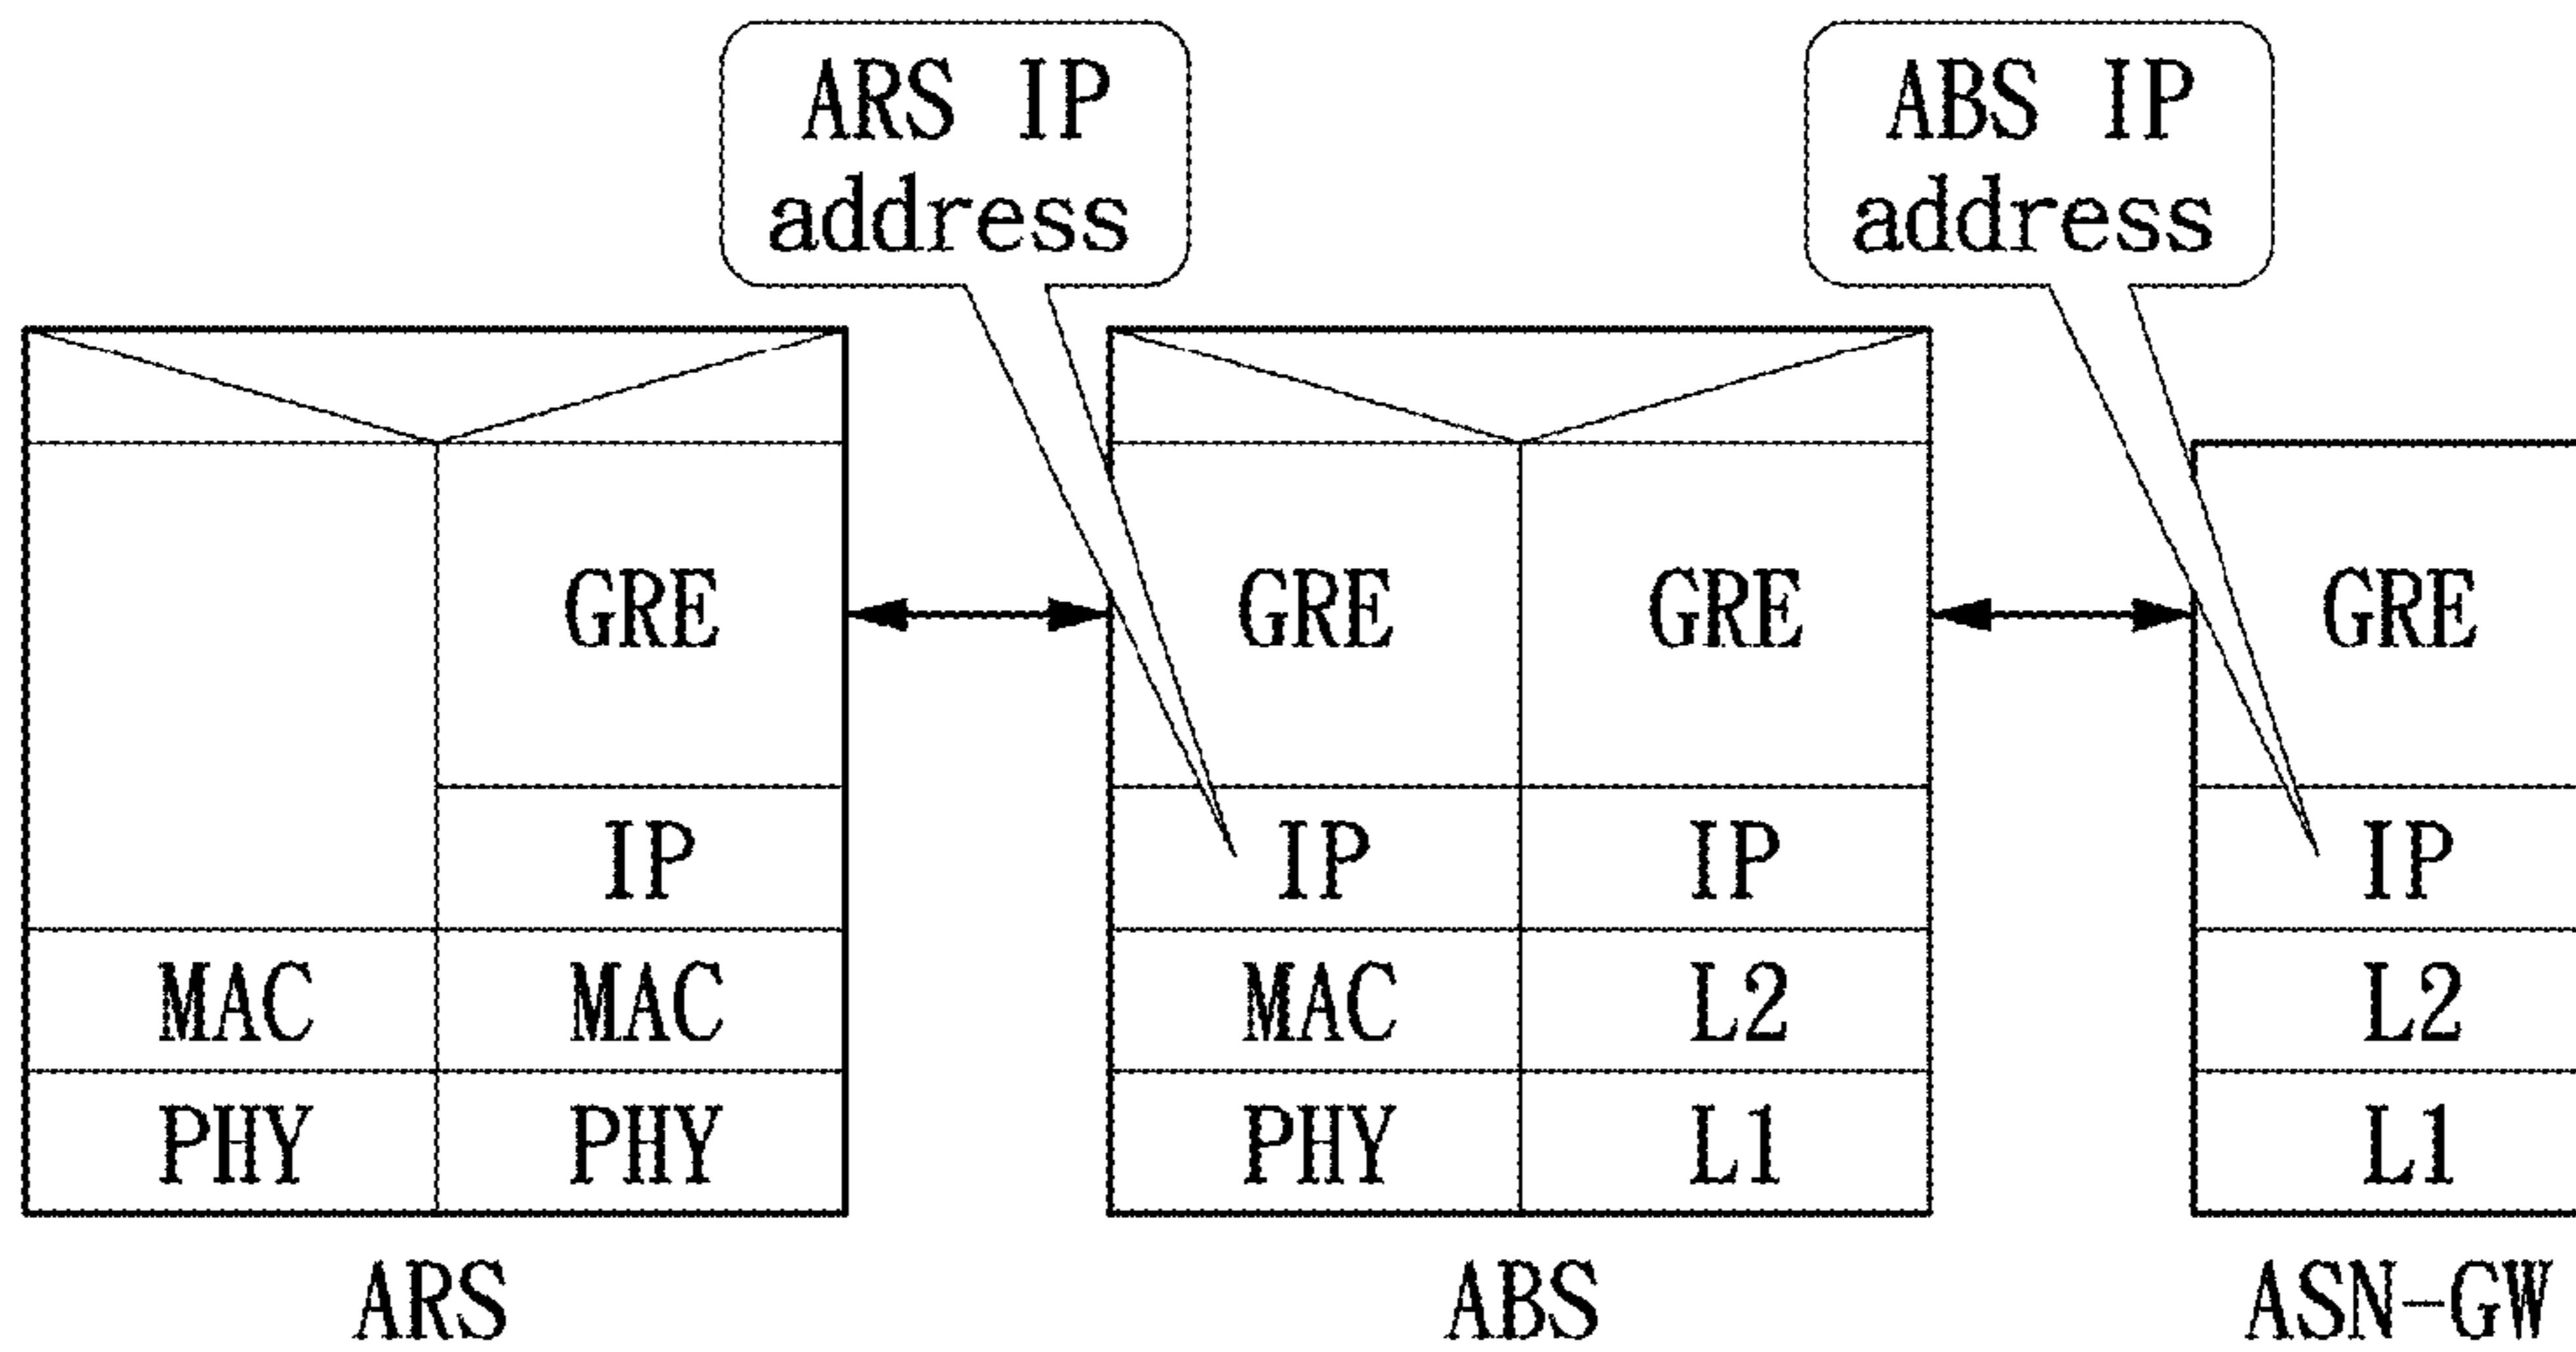 ARS IP
address
ABS IP
address
GRE
GRE
GRE
GRE
IP
IP
IP
IP
MAC
MAC
MAC
L2
L2
PHY
PHY
PHY
L1
L1
ARS
ABS
ASN-GW